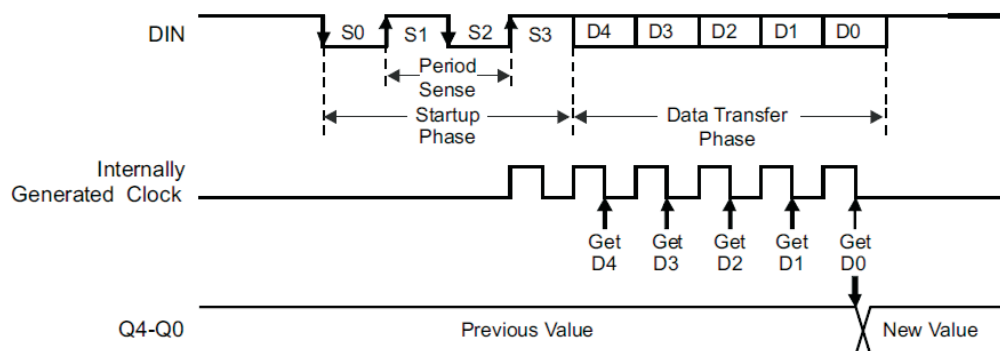 DIN
S0 S1 S2 S3 D4 D3 D2 D1 D0
Period
Sense
Startup
Phase
Data Transfer
Phase
Internally
Generated Clock
Get Get Get Get Get
D4 D3 D2 D1 D0
Q4-Q0
Previous Value
New Value